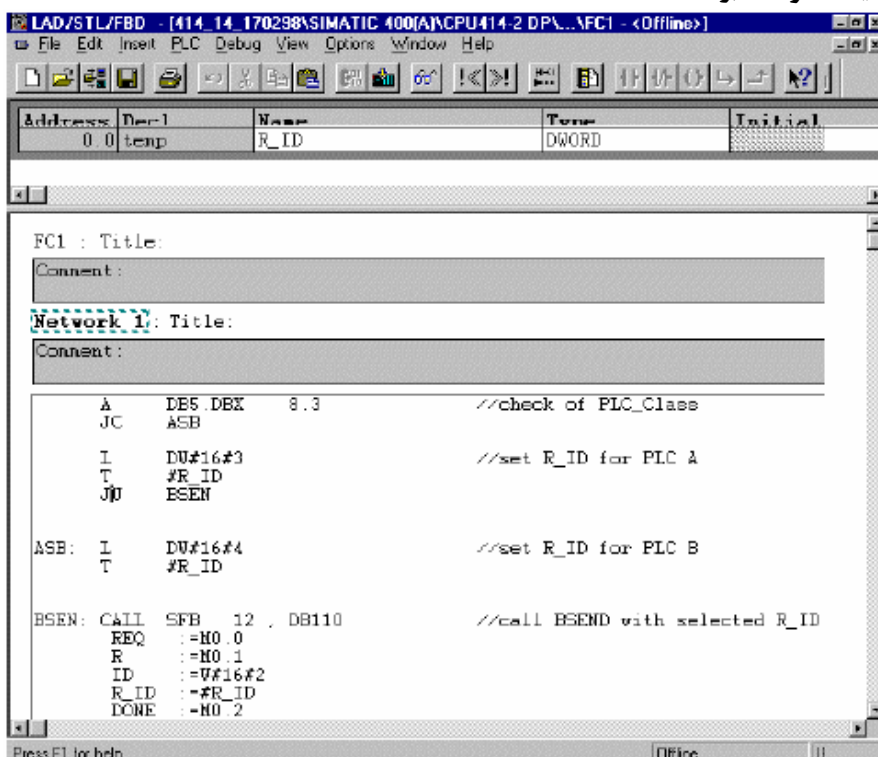 LAD/STL/FBD - [414_14_170298\SIMATIC 400[A]\CPU414-2 DP\...\FC1 - <Offline>]
File Edit Insert PLC Debug View Options Window Help
Address Decl Name Type Initial
0.0 temp R_ID DWORD
FC1 : Title:
Comment:
Network 1: Title:
Comment:
A DB5.DBX 8.3 //check of PLC_Class
JC ASB
L DW#16#3 //set R_ID for PLC A
T #R_ID
JU BSEN
ASB: L DW#16#4 //set R_ID for PLC B
T #R_ID
BSEN: CALL SFB 12 , DB110 //call BSEND with selected R_ID
REQ :=M0.0
R :=M0.1
ID :=W#16#2
R_ID :=#R_ID
DONE :=M0.2
Press F1 for help. Offline